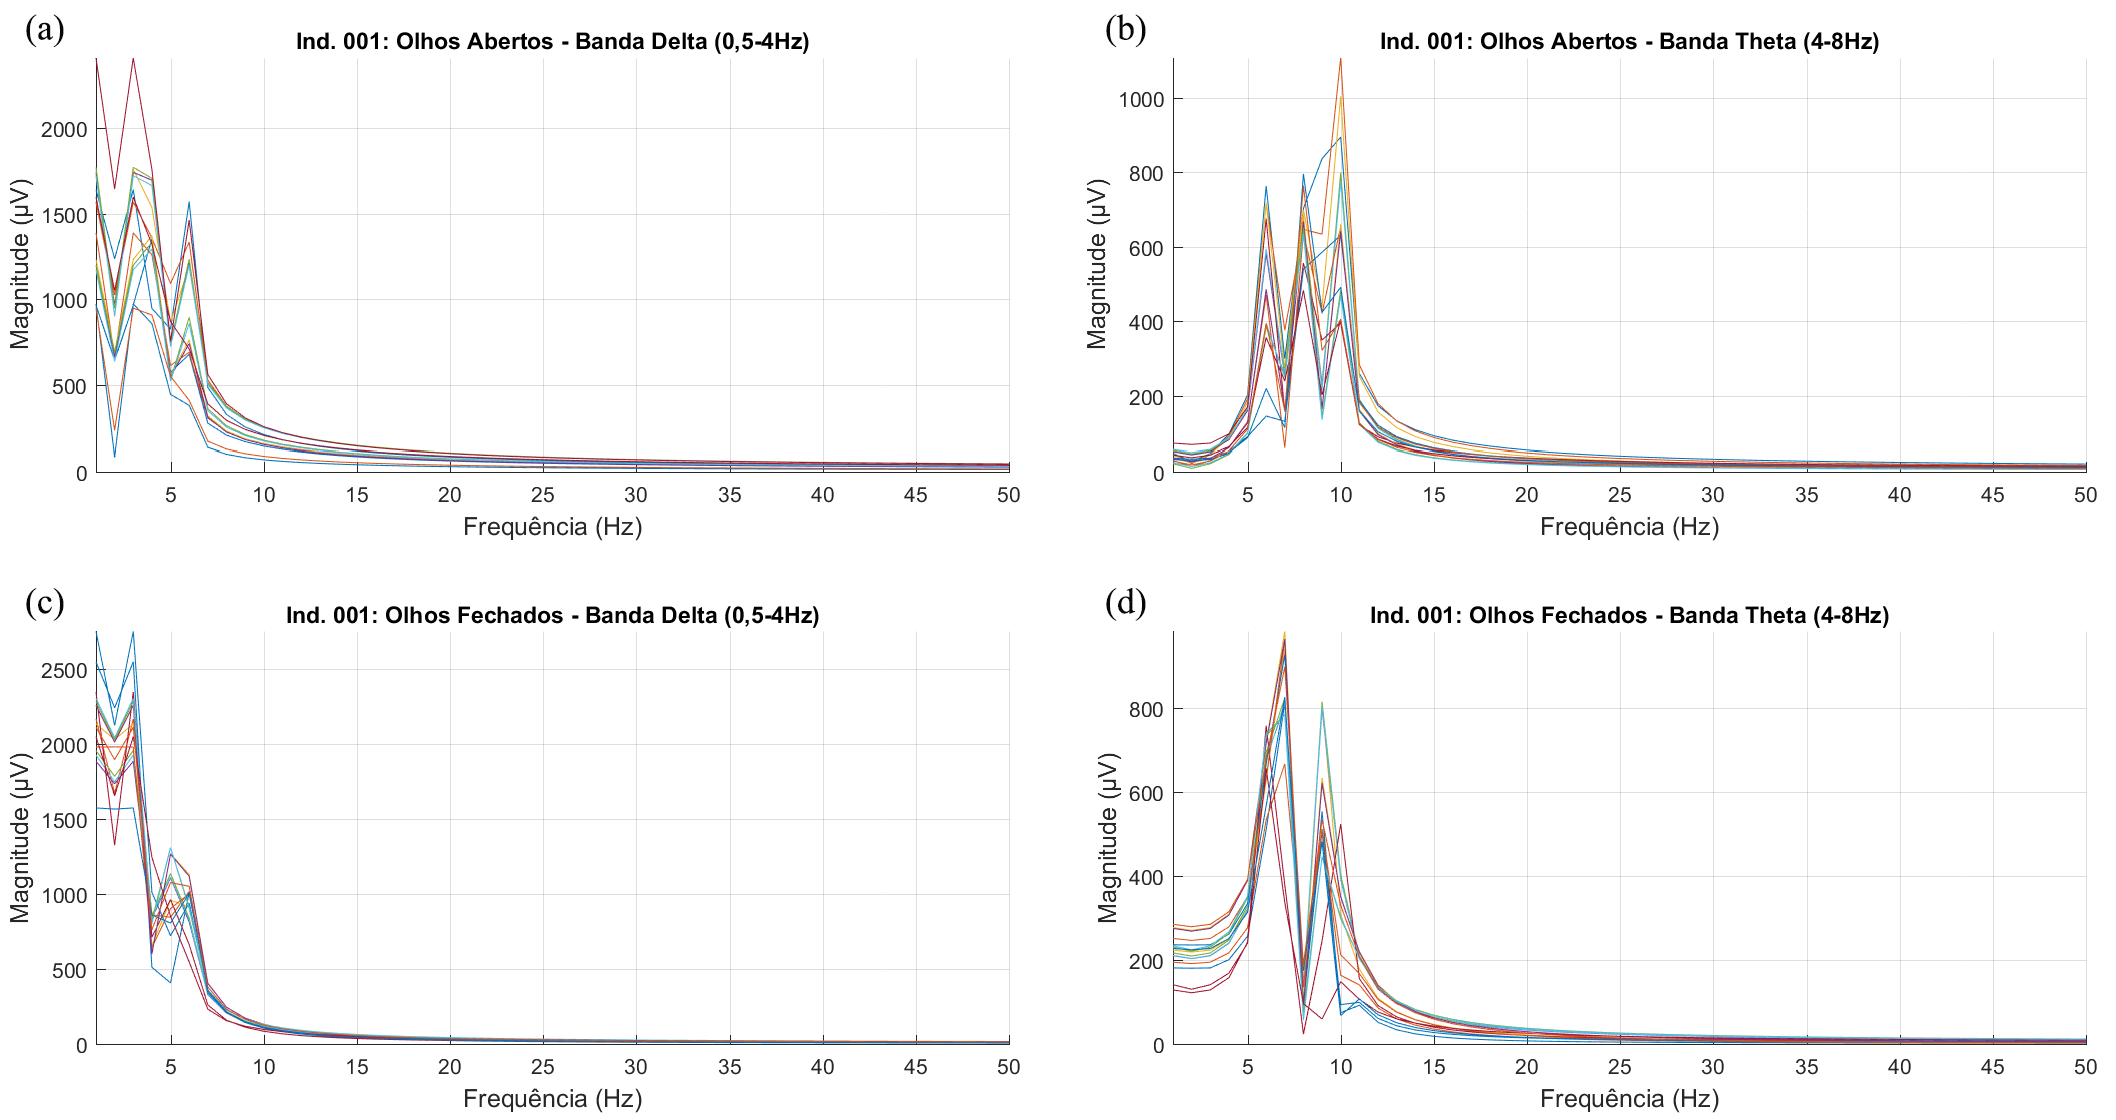 (a)
Ind. 001: Olhos Abertos - Banda Delta (0,5-4Hz)
Magnitude (µV)
2000
1500
1000
500
0
5 10 15 20 25 30 35 40 45 50
Frequência (Hz)
(b)
Ind. 001: Olhos Abertos - Banda Theta (4-8Hz)
Magnitude (µV)
1000
800
600
400
200
0
5 10 15 20 25 30 35 40 45 50
Frequência (Hz)
(c)
Ind. 001: Olhos Fechados - Banda Delta (0,5-4Hz)
Magnitude (µV)
2500
2000
1500
1000
500
0
5 10 15 20 25 30 35 40 45 50
Frequência (Hz)
(d)
Ind. 001: Olhos Fechados - Banda Theta (4-8Hz)
Magnitude (µV)
800
600
400
200
0
5 10 15 20 25 30 35 40 45 50
Frequência (Hz)